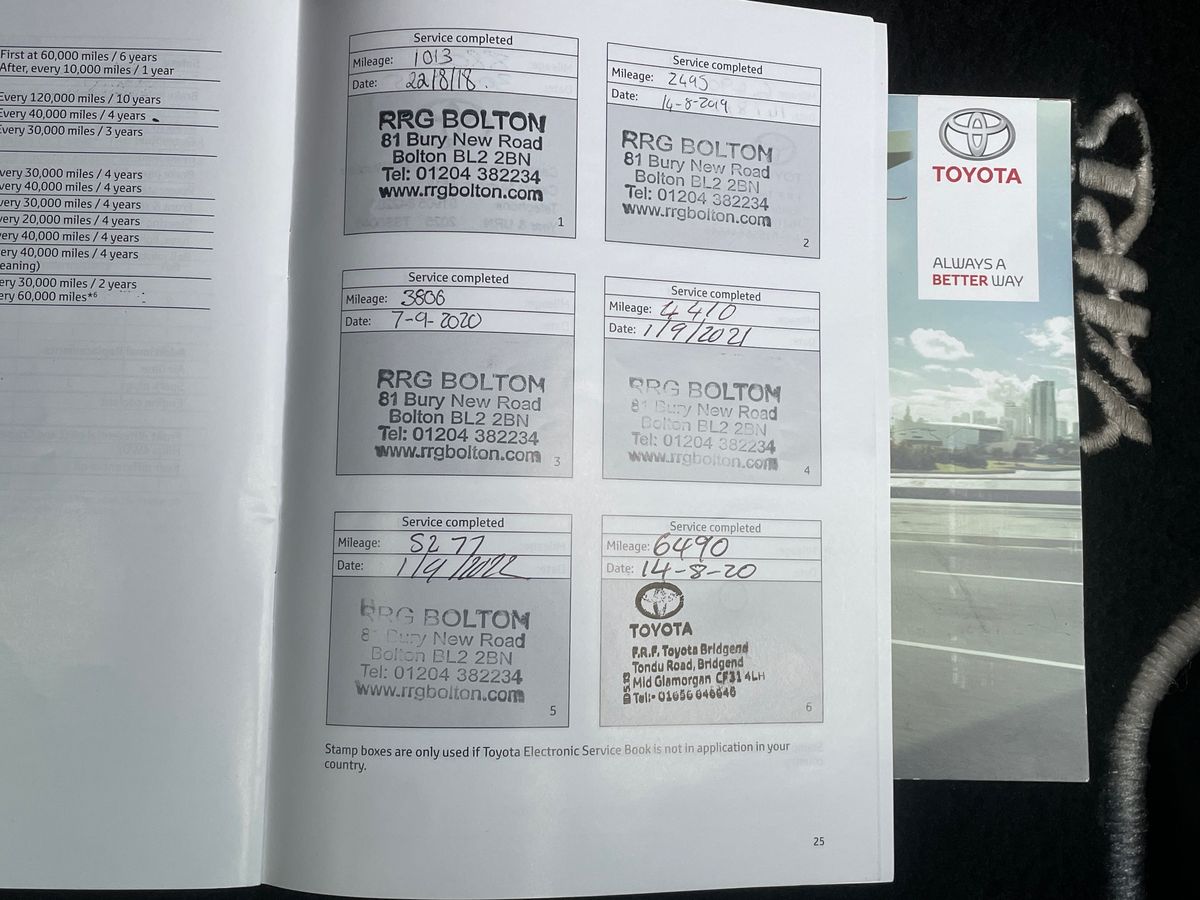 First at 60,000 miles / 6 years
After, every 10,000 miles / 1 year
Every 120,000 miles / 10 years
Every 40,000 miles / 4 years
Every 30,000 miles / 3 years
very 30,000 miles / 4 years
very 40,000 miles / 4 years
very 30,000 miles / 4 years
very 20,000 miles / 4 years
very 40,000 miles / 4 years
ery 40,000 miles / 4 years
eaning)
ery 30,000 miles / 2 years
ery 60,000 miles*6
Service completed
Mileage: 1013
Date: 22/8/18.
RRG BOLTON
81 Bury New Road
Bolton BL2 2BN
Tel: 01204 382234
www.rrgbolton.com
1
Service completed
Mileage: 2495
Date: 14-8-2019
RRG BOLTON
81 Bury New Road
Bolton BL2 2BN
Tel: 01204 382234
www.rrgbolton.com
2
Service completed
Mileage: 3806
Date: 7-9-2020
RRG BOLTON
81 Bury New Road
Bolton BL2 2BN
Tel: 01204 382234
www.rrgbolton.com
3
Service completed
Mileage: 4410
Date: 1/9/2021
RRG BOLTON
81 Bury New Road
Bolton BL2 2BN
Tel: 01204 382234
www.rrgbolton.com
4
Service completed
Mileage: 5277
Date: 1/9/2022
RRG BOLTON
81 Bury New Road
Bolton BL2 2BN
Tel: 01204 382234
www.rrgbolton.com
5
Service completed
Mileage: 6490
Date: 14-8-20
TOYOTA
F.R.F. Toyota Bridgend
Tondu Road, Bridgend
Mid Glamorgan CF31 4LH
Tel:-
6
Stamp boxes are only used if Toyota Electronic Service Book is not in application in your
country.
25
TOYOTA
ALWAYS A
BETTER WAY
YARIS